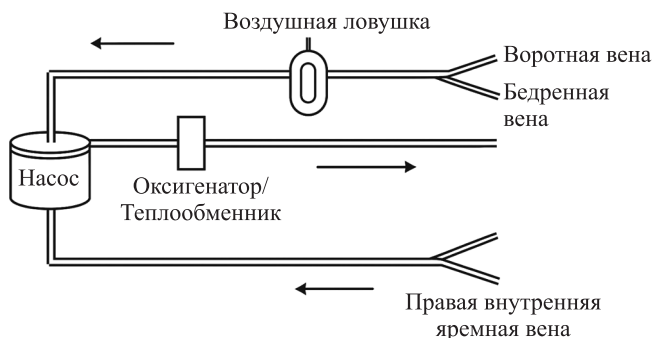 Воздушная ловушка
Воротная вена
Бедренная
вена
Насос
Оксигенатор/
Теплообменник
Правая внутренняя
яремная вена